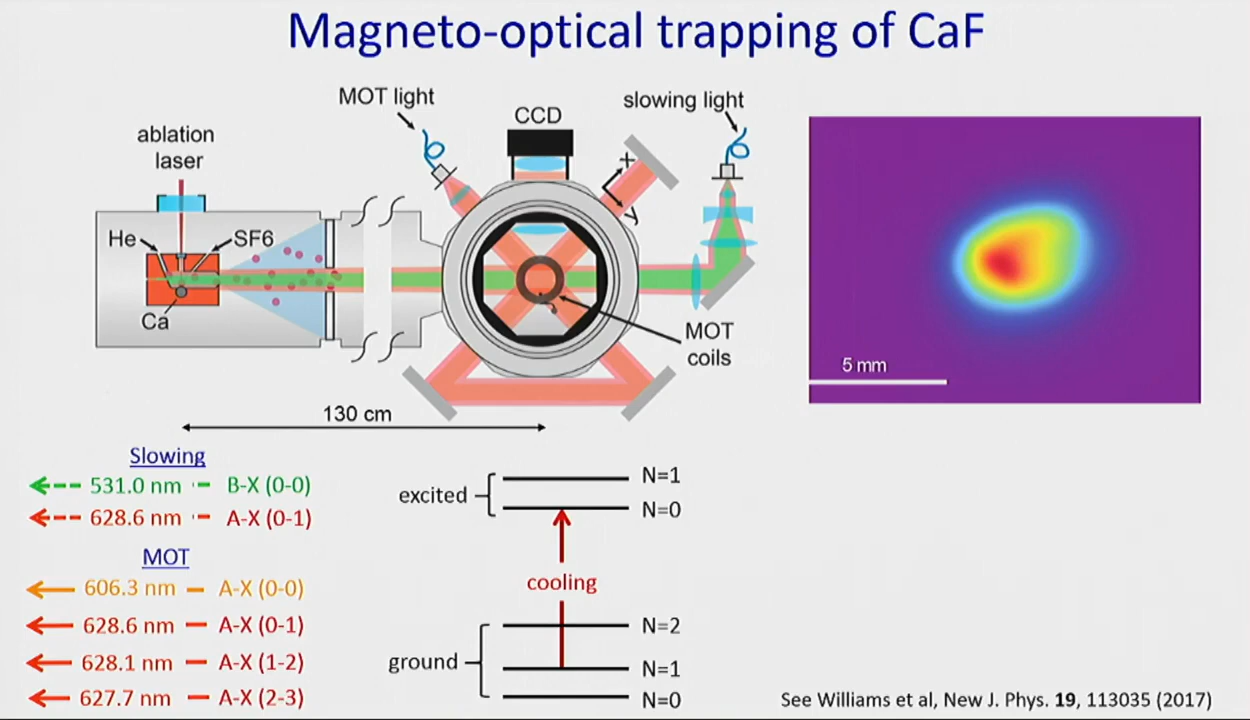 Magneto-optical trapping of CaF
MOT light
slowing light
CCD
ablation
laser
x
y
He
SF6
Ca
MOT
coils
130 cm
5 mm
Slowing
531.0 nm B-X (0-0)
628.6 nm A-X (0-1)
MOT
606.3 nm A-X (0-0)
628.6 nm A-X (0-1)
628.1 nm A-X (1-2)
627.7 nm A-X (2-3)
excited
N=1
N=0
cooling
ground
N=2
N=1
N=0
See Williams et al, New J. Phys. 19, 113035 (2017)